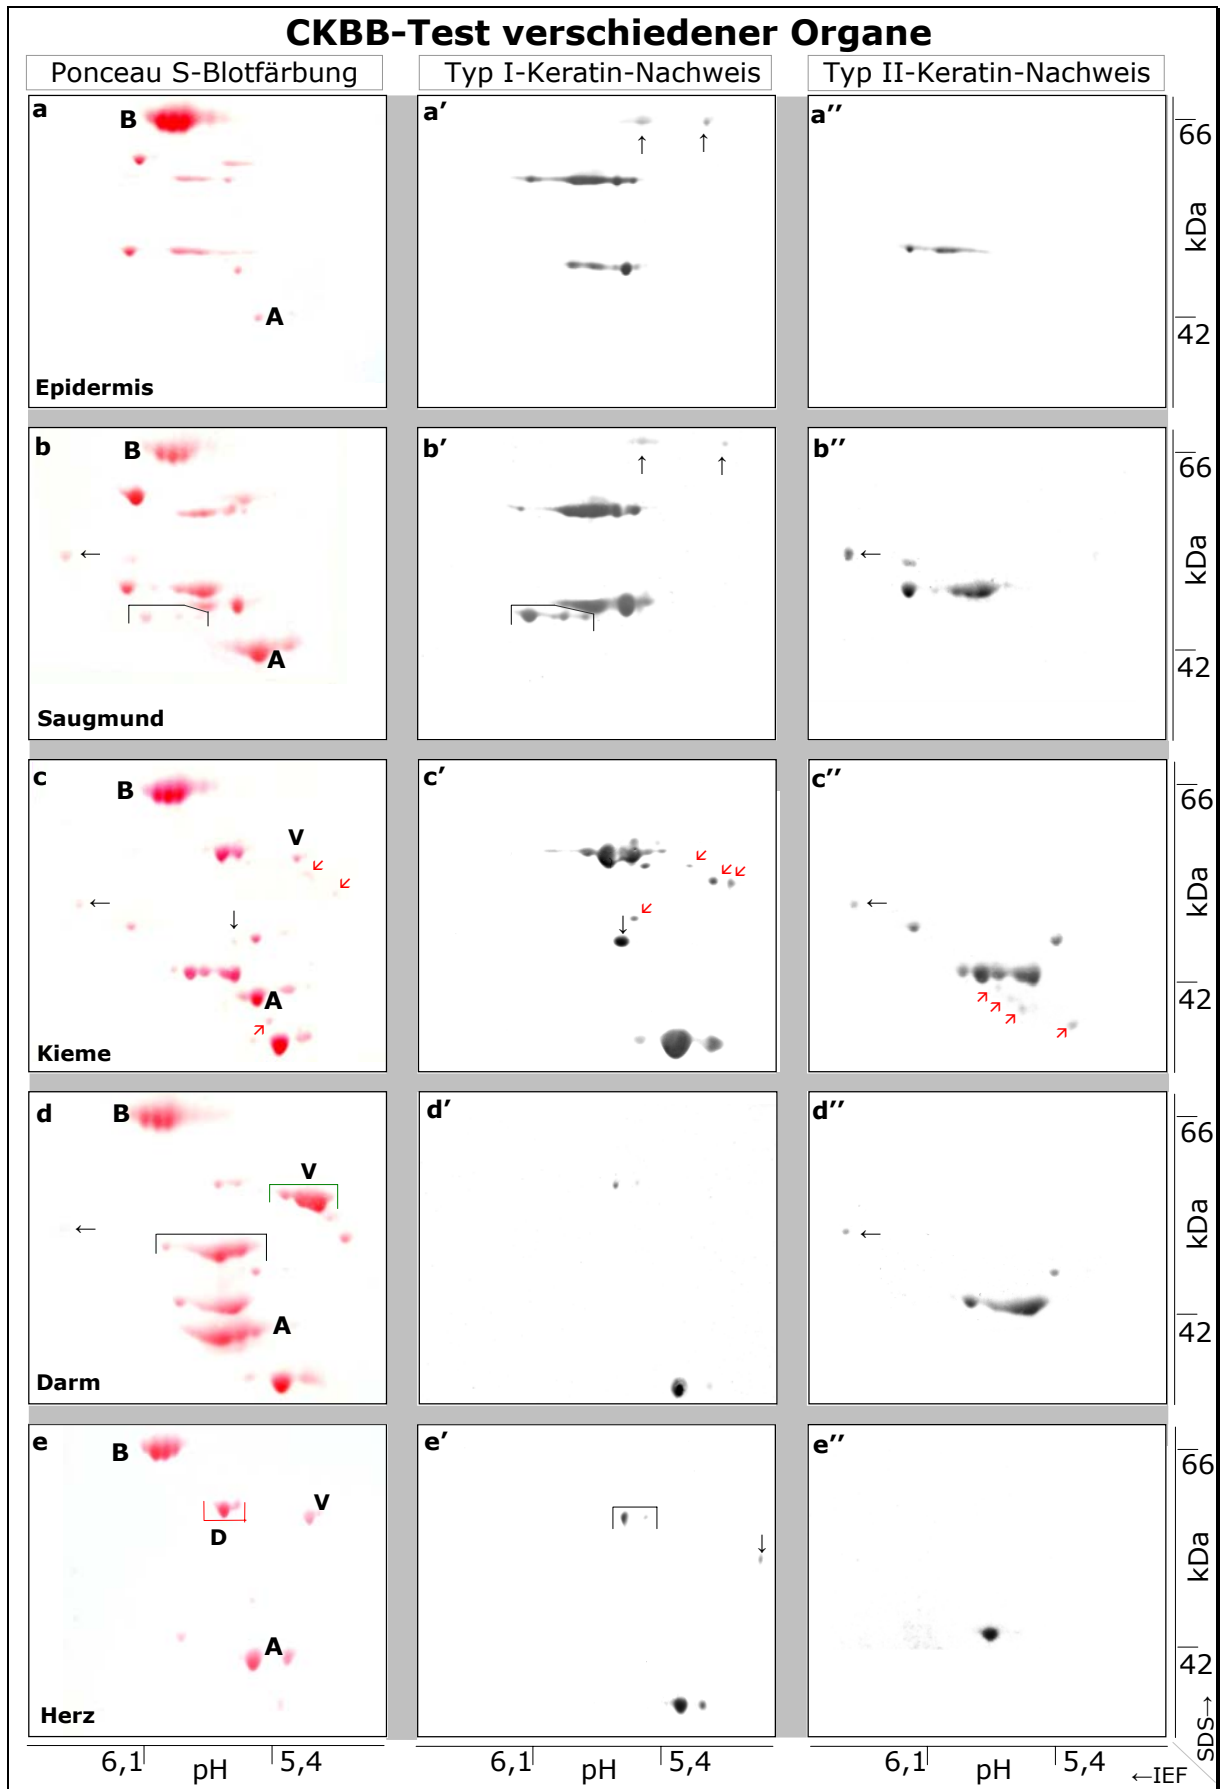 CKBB-Test verschiedener Organe
Ponceau S-Blotfärbung
Typ I-Keratin-Nachweis
Typ II-Keratin-Nachweis
a
B
A
Epidermis
a′
↑ ↑
a′′
66
kDa
42
b
B
←
A
Saugmund
b′
↑ ↑
b′′
←
66
kDa
42
c
B
V
←
↓
A
Kieme
c′
↓
c′′
←
66
kDa
42
d
B
V
←
A
Darm
d′
d′′
←
66
kDa
42
e
B
V
D
A
Herz
e′
↓
e′′
66
kDa
42
SDS→
6,1 pH 5,4
6,1 pH 5,4
6,1 pH 5,4
←IEF